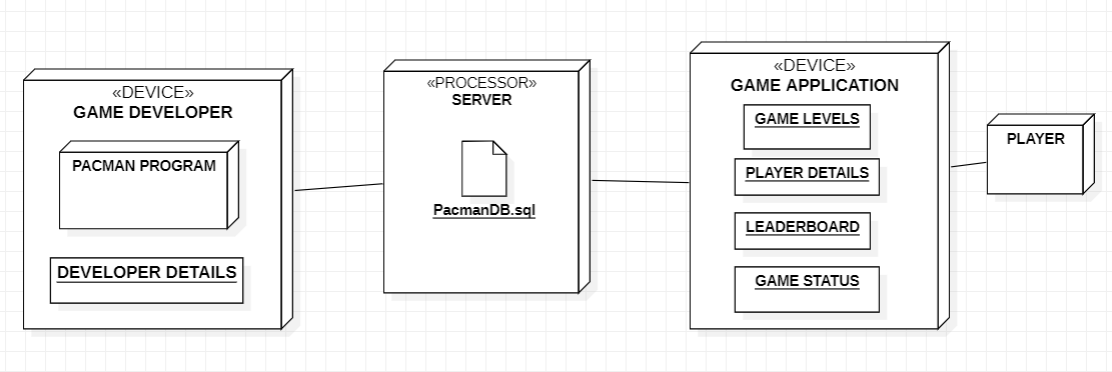 «DEVICE»
GAME DEVELOPER
PACMAN PROGRAM
DEVELOPER DETAILS
«PROCESSOR»
SERVER
PacmanDB.sql
«DEVICE»
GAME APPLICATION
GAME LEVELS
PLAYER DETAILS
LEADERBOARD
GAME STATUS
PLAYER